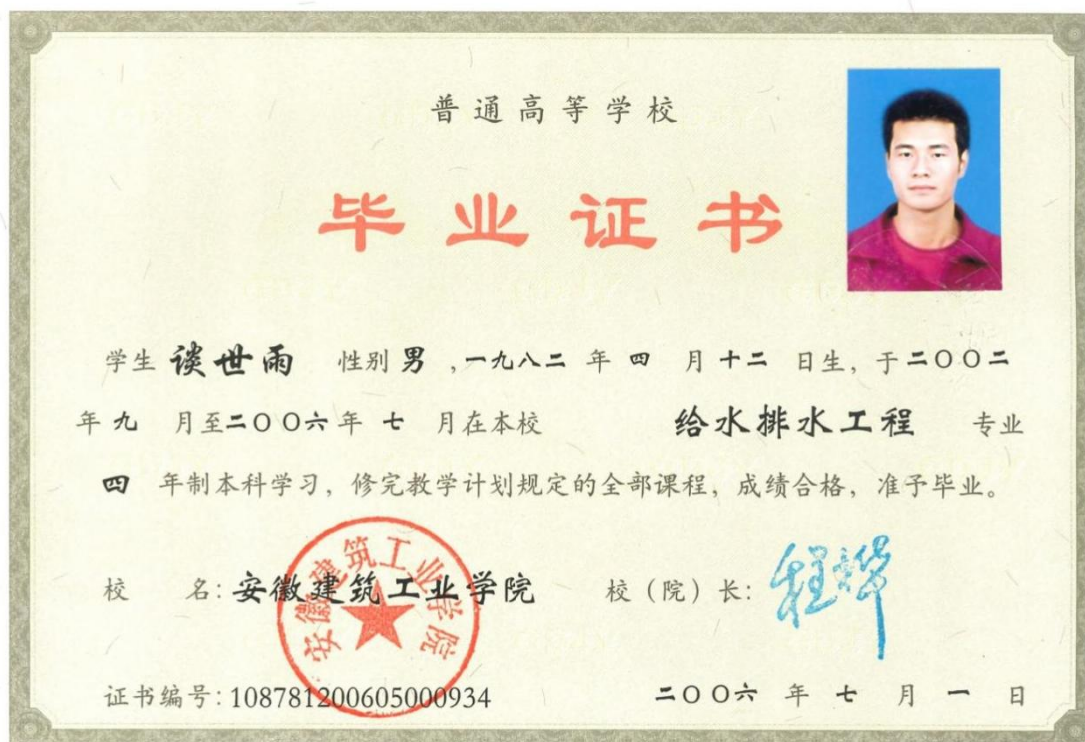 普通高等学校
毕业证书
学生 谈世雨 性别 男 ,一九八二 年 四 月 十二 日生, 于 二〇〇二
年 九 月至 二〇〇六 年 七 月在本校 给水排水工程 专业
四 年制本科学习, 修完教学计划规定的全部课程, 成绩合格, 准予毕业。
安徽建筑工业学院
校 名: 安徽建筑工业学院 校（院）长:
证书编号: 108781200605000934 二〇〇六 年 七 月 一 日